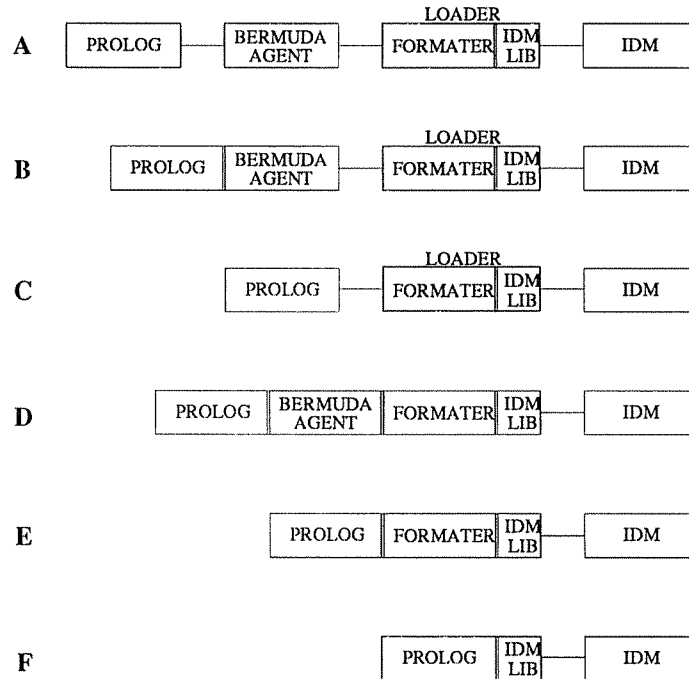 LOADER
A PROLOG BERMUDA AGENT FORMATER IDM LIB IDM
LOADER
B PROLOG BERMUDA AGENT FORMATER IDM LIB IDM
LOADER
C PROLOG FORMATER IDM LIB IDM
D PROLOG BERMUDA AGENT FORMATER IDM LIB IDM
E PROLOG FORMATER IDM LIB IDM
F PROLOG IDM LIB IDM